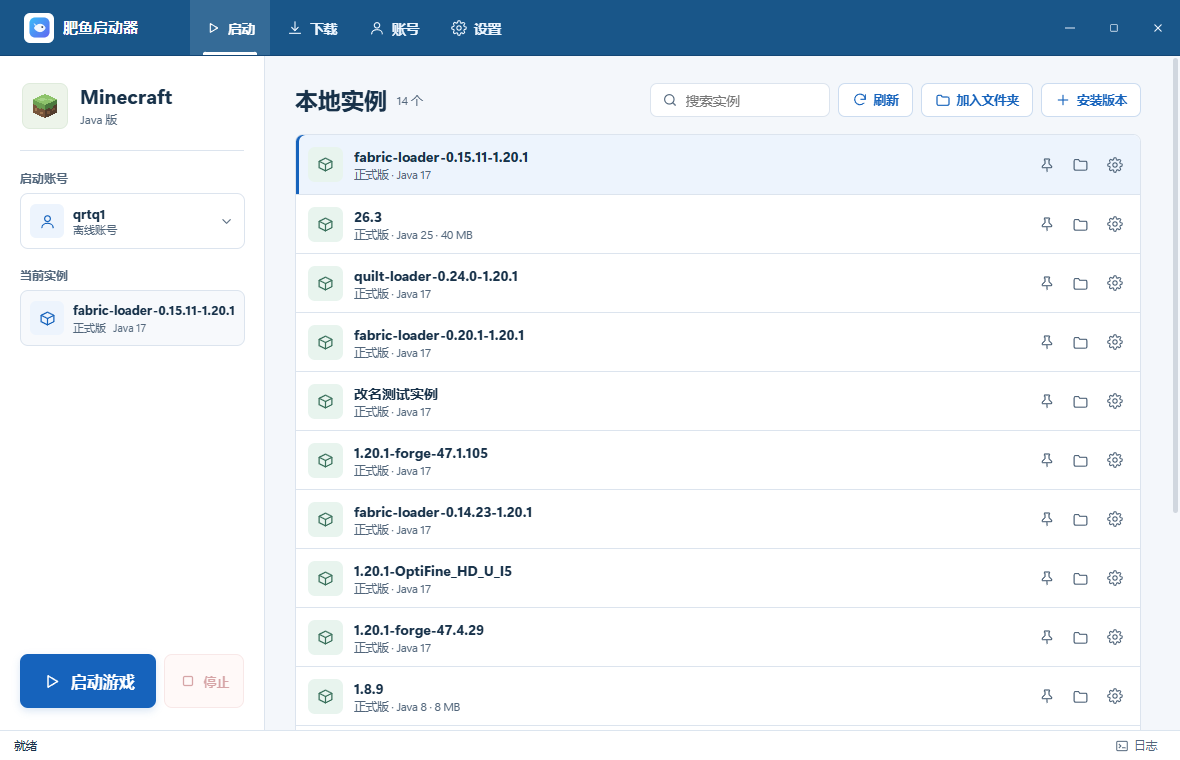 肥鱼启动器
启动
下载
账号
设置
Minecraft
Java 版
启动账号
qrtq1
离线账号
当前实例
fabric-loader-0.15.11-1.20.1
正式版 Java 17
启动游戏
停止
本地实例 14 个
搜索实例
刷新
加入文件夹
安装版本
fabric-loader-0.15.11-1.20.1
正式版 · Java 17
26.3
正式版 · Java 25 · 40 MB
quilt-loader-0.24.0-1.20.1
正式版 · Java 17
fabric-loader-0.20.1-1.20.1
正式版 · Java 17
改名测试实例
正式版 · Java 17
1.20.1-forge-47.1.105
正式版 · Java 17
fabric-loader-0.14.23-1.20.1
正式版 · Java 17
1.20.1-OptiFine_HD_U_I5
正式版 · Java 17
1.20.1-forge-47.4.29
正式版 · Java 17
1.8.9
正式版 · Java 8 · 8 MB
就绪
日志